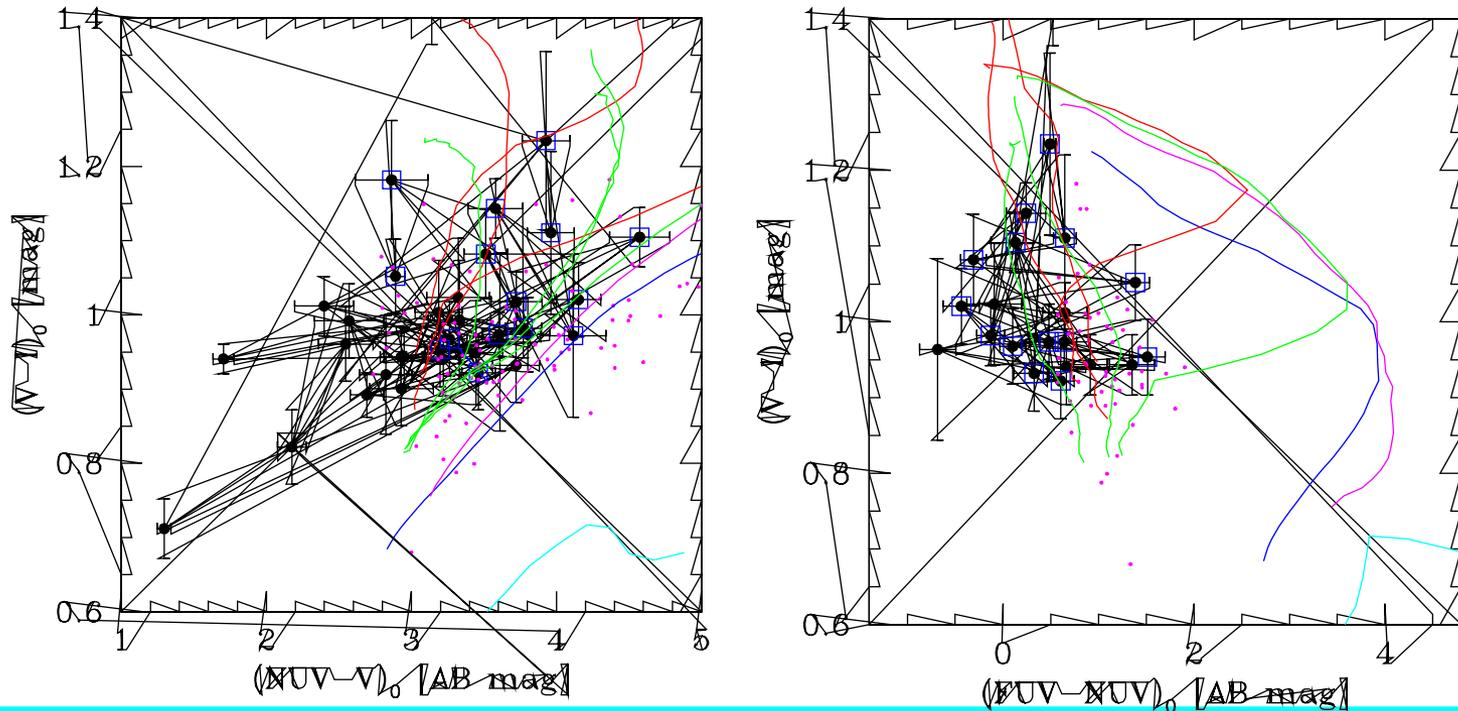 1.4
1.2
1
0.8
0.6
(V−I)₀ [mag]
1 2 3 4 5
(NUV−V)₀ [AB mag]
1.4
1.2
1
0.8
0.6
(V−I)₀ [mag]
0 2 4
(FUV−NUV)₀ [AB mag]